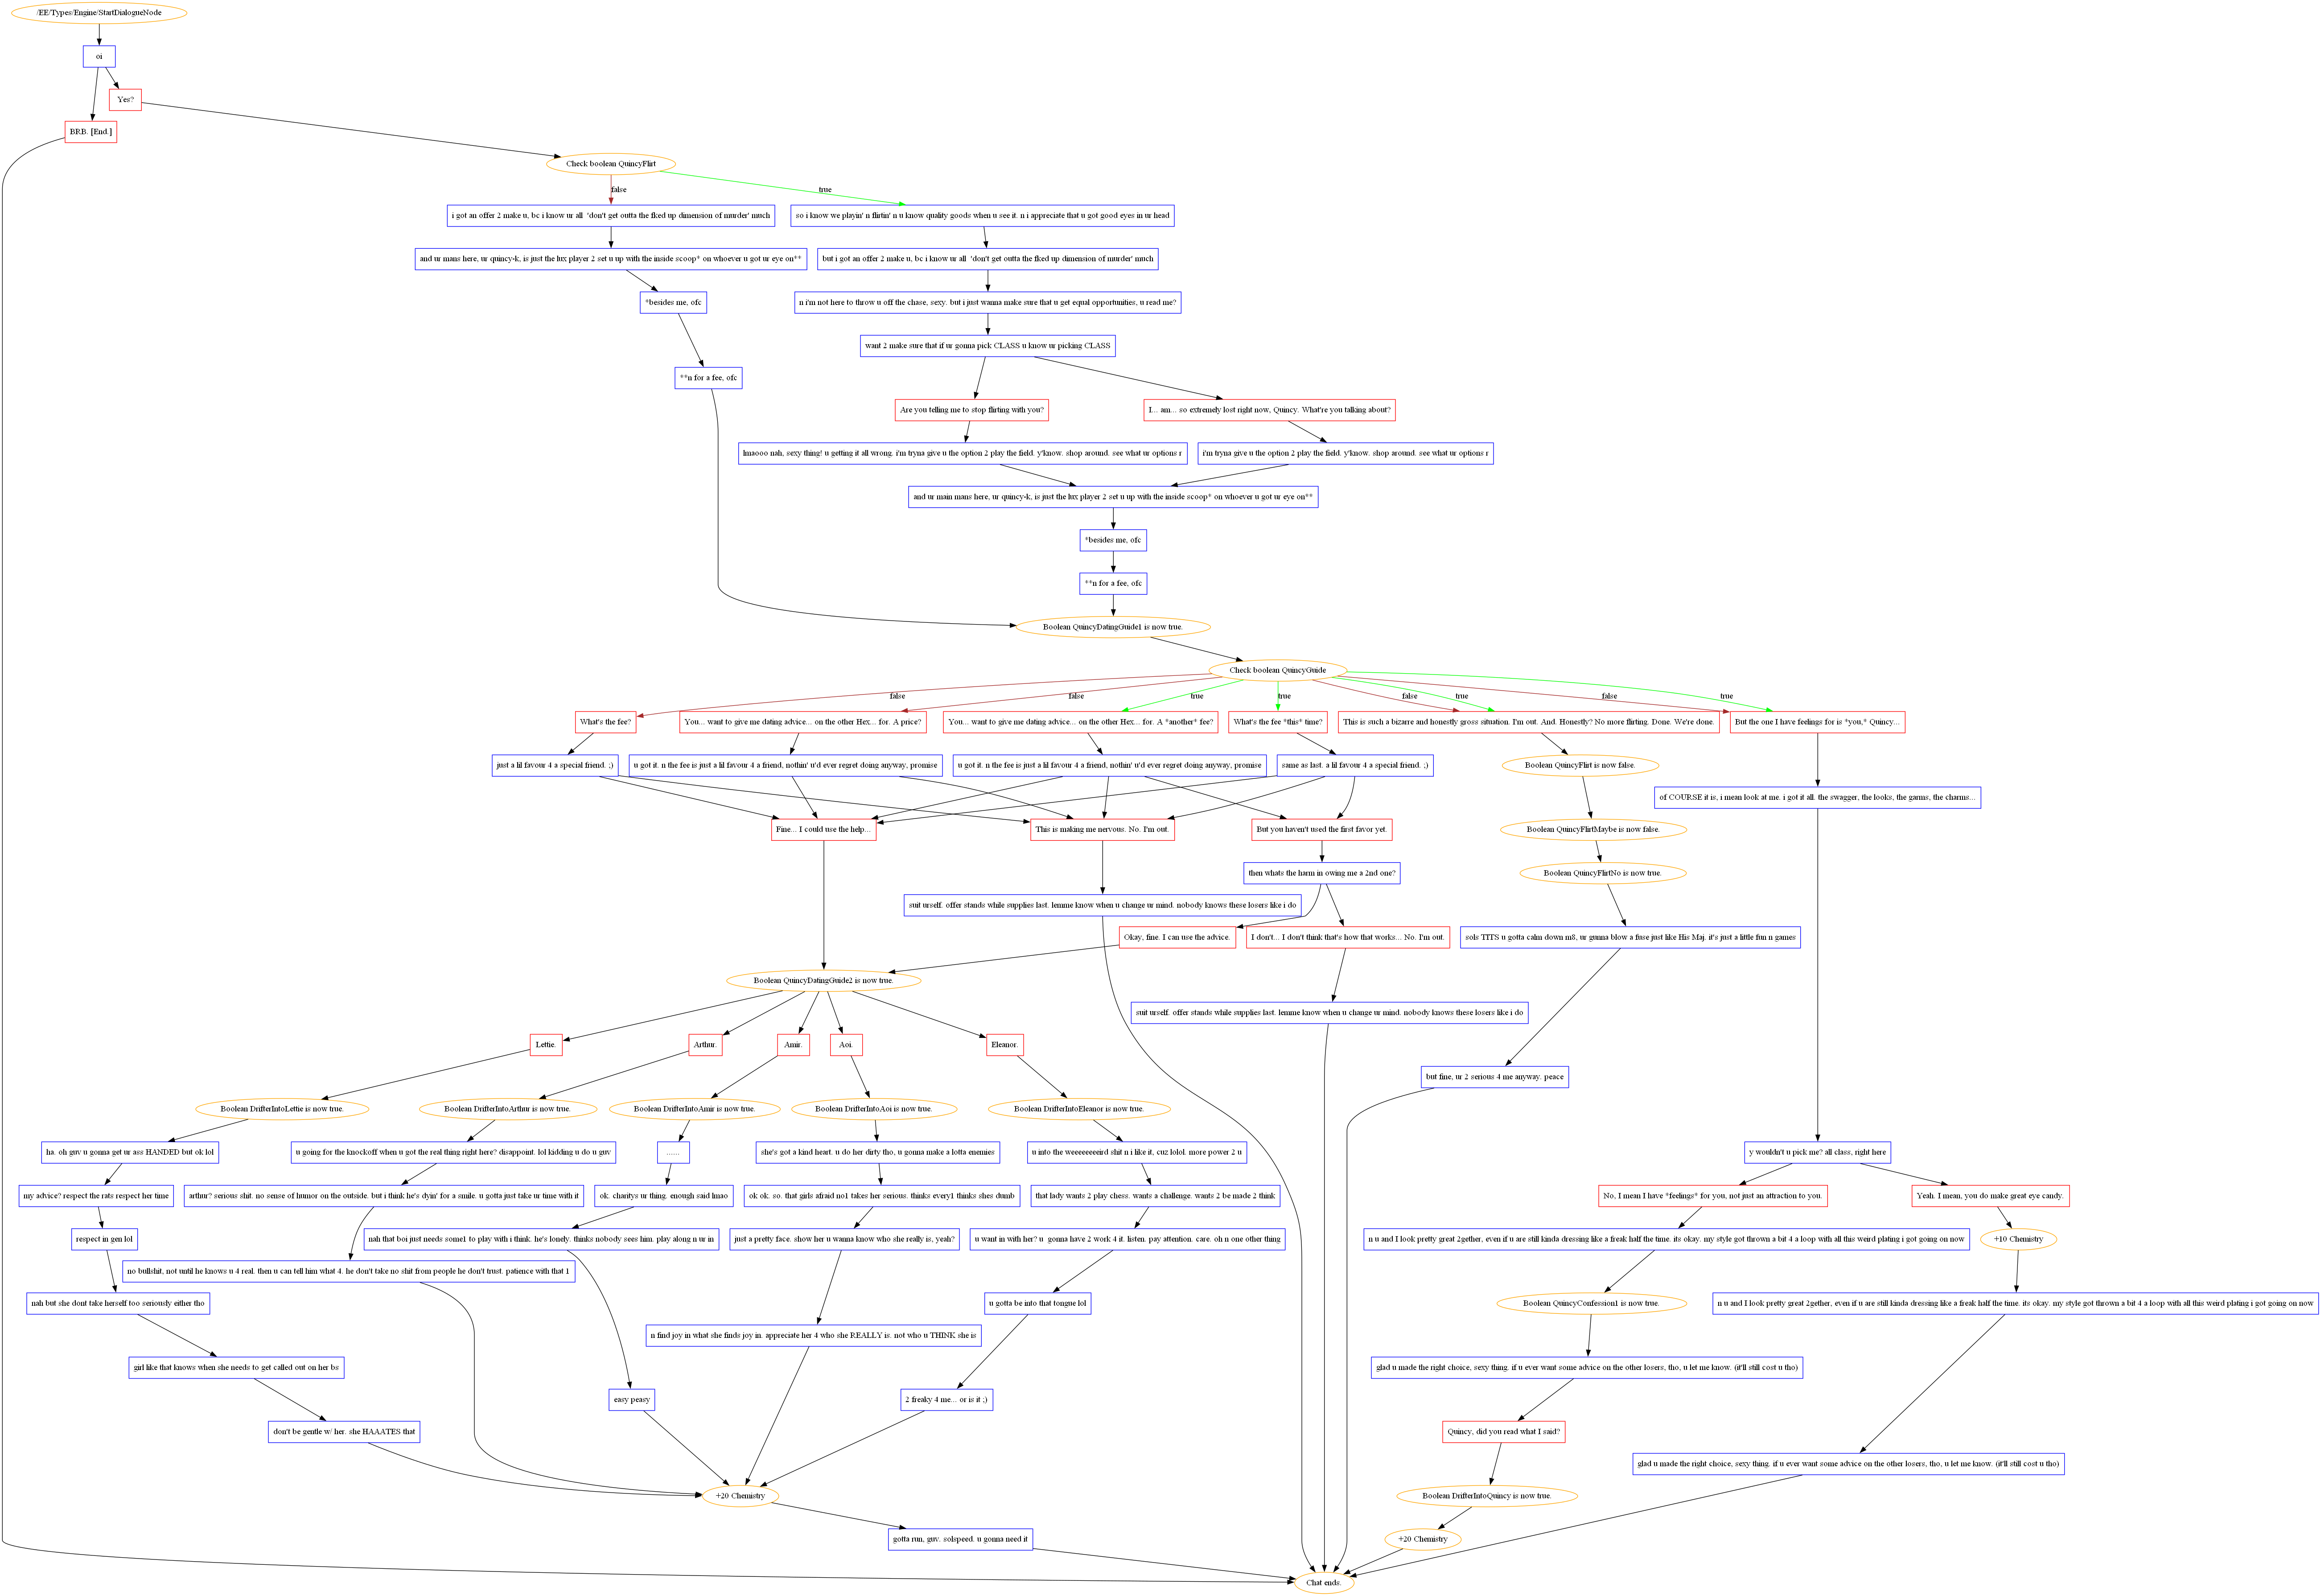 /EE/Types/Engine/StartDialogueNode
oi
Yes?
BRB. [End.]
Check boolean QuincyFlirt
false
true
i got an offer 2 make u, bc i know ur all 'don't get outta the fked up dimension of murder' much
so i know we playin' n flirtin' n u know quality goods when u see it. n i appreciate that u got good eyes in ur head
and ur mans here, ur quincy-k, is just the lux player 2 set u up with the inside scoop* on whoever u got ur eye on**
but i got an offer 2 make u, bc i know ur all 'don't get outta the fked up dimension of murder' much
*besides me, ofc
n i'm not here to throw u off the chase, sexy. but i just wanna make sure that u get equal opportunities, u read me?
want 2 make sure that if ur gonna pick CLASS u know ur picking CLASS
**n for a fee, ofc
Are you telling me to stop flirting with you?
I... am... so extremely lost right now, Quincy. What're you talking about?
lmaooo nah, sexy thing! u getting it all wrong. i'm tryna give u the option 2 play the field. y'know. shop around. see what ur options r
i'm tryna give u the option 2 play the field. y'know. shop around. see what ur options r
and ur main mans here, ur quincy-k, is just the lux player 2 set u up with the inside scoop* on whoever u got ur eye on**
*besides me, ofc
**n for a fee, ofc
Boolean QuincyDatingGuide1 is now true.
Check boolean QuincyGuide
false
false
true
true
false
true
false
true
What's the fee?
You... want to give me dating advice... on the other Hex... for. A price?
You... want to give me dating advice... on the other Hex... for. A *another* fee?
What's the fee *this* time?
This is such a bizarre and honestly gross situation. I'm out. And. Honestly? No more flirting. Done. We're done.
But the one I have feelings for is *you,* Quincy...
just a lil favour 4 a special friend. ;)
u got it. n the fee is just a lil favour 4 a friend, nothin' u'd ever regret doing anyway, promise
u got it. n the fee is just a lil favour 4 a friend, nothin' u'd ever regret doing anyway, promise
same as last. a lil favour 4 a special friend. ;)
Boolean QuincyFlirt is now false.
of COURSE it is, i mean look at me. i got it all. the swagger, the looks, the garms, the charms...
Fine... I could use the help...
This is making me nervous. No. I'm out.
But you haven't used the first favor yet.
Boolean QuincyFlirtMaybe is now false.
then whats the harm in owing me a 2nd one?
Boolean QuincyFlirtNo is now true.
suit urself. offer stands while supplies last. lemme know when u change ur mind. nobody knows these losers like i do
Okay, fine. I can use the advice.
I don't... I don't think that's how that works... No. I'm out.
sols TITS u gotta calm down m8, ur gunna blow a fuse just like His Maj. it's just a little fun n games
Boolean QuincyDatingGuide2 is now true.
suit urself. offer stands while supplies last. lemme know when u change ur mind. nobody knows these losers like i do
Lettie.
Arthur.
Amir.
Aoi.
Eleanor.
but fine, ur 2 serious 4 me anyway. peace
Boolean DrifterIntoLettie is now true.
Boolean DrifterIntoArthur is now true.
Boolean DrifterIntoAmir is now true.
Boolean DrifterIntoAoi is now true.
Boolean DrifterIntoEleanor is now true.
ha. oh guv u gonna get ur ass HANDED but ok lol
u going for the knockoff when u got the real thing right here? disappoint. lol kidding u do u guv
......
she's got a kind heart. u do her dirty tho, u gonna make a lotta enemies
u into the weeeeeeeeird shit n i like it, cuz lolol. more power 2 u
y wouldn't u pick me? all class, right here
my advice? respect the rats respect her time
arthur? serious shit. no sense of humor on the outside. but i think he's dyin' for a smile. u gotta just take ur time with it
ok. charitys ur thing. enough said lmao
ok ok. so. that girls afraid no1 takes her serious. thinks every1 thinks shes dumb
that lady wants 2 play chess. wants a challenge. wants 2 be made 2 think
No, I mean I have *feelings* for you, not just an attraction to you.
Yeah. I mean, you do make great eye candy.
respect in gen lol
nah that boi just needs some1 to play with i think. he's lonely. thinks nobody sees him. play along n ur in
just a pretty face. show her u wanna know who she really is, yeah?
u want in with her? u gonna have 2 work 4 it. listen. pay attention. care. oh n one other thing
n u and I look pretty great 2gether, even if u are still kinda dressing like a freak half the time. its okay. my style got thrown a bit 4 a loop with all this weird plating i got going on now
+10 Chemistry
no bullshit, not until he knows u 4 real. then u can tell him what 4. he don't take no shit from people he don't trust. patience with that 1
nah but she dont take herself too seriously either tho
u gotta be into that tongue lol
Boolean QuincyConfession1 is now true.
n u and I look pretty great 2gether, even if u are still kinda dressing like a freak half the time. its okay. my style got thrown a bit 4 a loop with all this weird plating i got going on now
n find joy in what she finds joy in. appreciate her 4 who she REALLY is. not who u THINK she is
girl like that knows when she needs to get called out on her bs
glad u made the right choice, sexy thing. if u ever want some advice on the other losers, tho, u let me know. (it'll still cost u tho)
easy peasy
2 freaky 4 me... or is it ;)
don't be gentle w/ her. she HAAATES that
Quincy, did you read what I said?
glad u made the right choice, sexy thing. if u ever want some advice on the other losers, tho, u let me know. (it'll still cost u tho)
+20 Chemistry
Boolean DrifterIntoQuincy is now true.
gotta run, guv. solspeed. u gonna need it
+20 Chemistry
Chat ends.